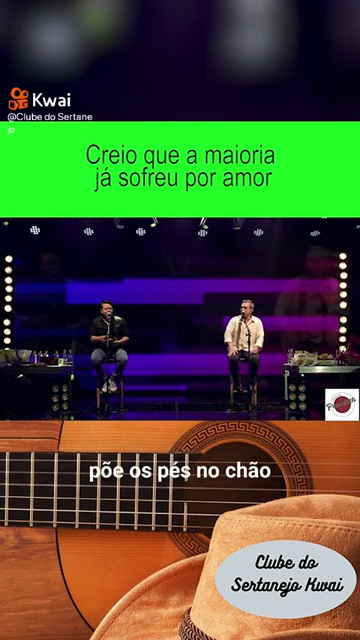 Kwai
@Clube do Sertane
jo
Creio que a maioria
já sofreu por amor
põe os pés no chão
Clube do
Sertanejo Kwai